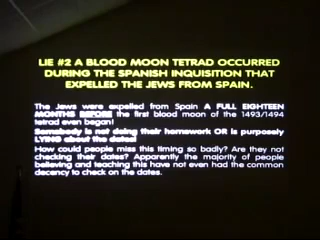 LIE #2 A BLOOD MOON TETRAD OCCURRED
DURING THE SPANISH INQUISITION THAT
EXPELLED THE JEWS FROM SPAIN.
The Jews were expelled from Spain A FULL EIGHTEEN
MONTHS BEFORE the first blood moon of the 1493/1494
tetrad even began!
Somebody is not doing their homework OR is purposely
LYING about the dates!
How could people miss this timing so badly? Are they not
checking their dates? Apparently the majority of people
believing and teaching this have not even had the common
decency to check on the dates.